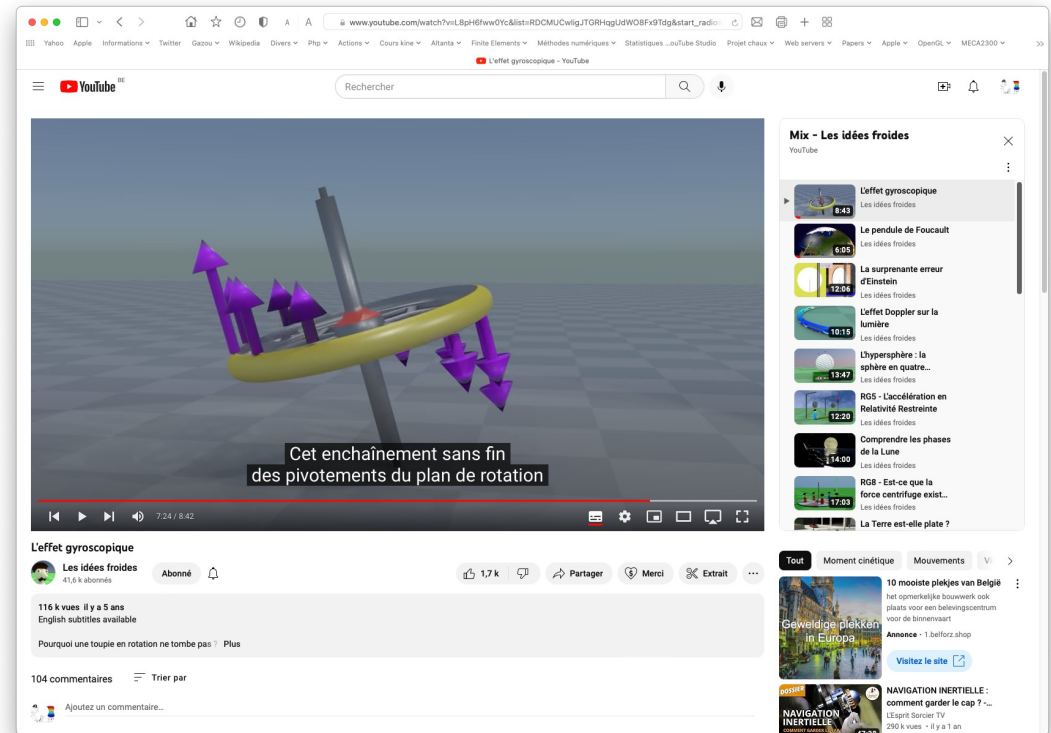 A A www.youtube.com/watch?v=L8pH6fww0Yc&list=RDCMUCwligJTGRHqgUdWO8Fx9Tdg&start_radio=
Yahoo Apple Informations Twitter Gazou Wikipedia Divers Php Actions Cours kine Altanta Finite Elements Méthodes numériques Statistiques ...ouTube Studio Projet chaux Web servers Papers Apple OpenGL MECA2300
L'effet gyroscopique - YouTube
YouTube BE
Rechercher
Cet enchaînement sans fin
des pivotements du plan de rotation
7:24 / 8:42
L'effet gyroscopique
Les idées froides
41,6 k abonnés
Abonné
1,7 k
Partager
Merci
Extrait
116 k vues il y a 5 ans
English subtitles available
Pourquoi une toupie en rotation ne tombe pas ? Plus
104 commentaires
Trier par
Ajoutez un commentaire...
Mix - Les idées froides
YouTube
L'effet gyroscopique
Les idées froides
8:43
Le pendule de Foucault
Les idées froides
6:05
La surprenante erreur
d'Einstein
Les idées froides
12:06
L'effet Doppler sur la
lumière
Les idées froides
10:15
L'hypersphère : la
sphère en quatre...
Les idées froides
13:47
RG5 - L'accélération en
Relativité Restreinte
Les idées froides
12:20
Comprendre les phases
de la Lune
Les idées froides
14:00
RG8 - Est-ce que la
force centrifuge exist...
Les idées froides
17:03
La Terre est-elle plate ?
Tout
Moment cinétique
Mouvements
Geweldige plekken
in Europa
10 mooiste plekjes van België
het opmerkelijke bouwwerk ook
plaats voor een belevingscentrum
voor de binnenvaart
Annonce · 1.belforz.shop
Visitez le site
DOSSIER
NAVIGATION
INERTIELLE
COMMENT GARDER LE CAP ?
NAVIGATION INERTIELLE :
comment garder le cap ? -...
L'Esprit Sorcier TV
290 k vues · il y a 1 an